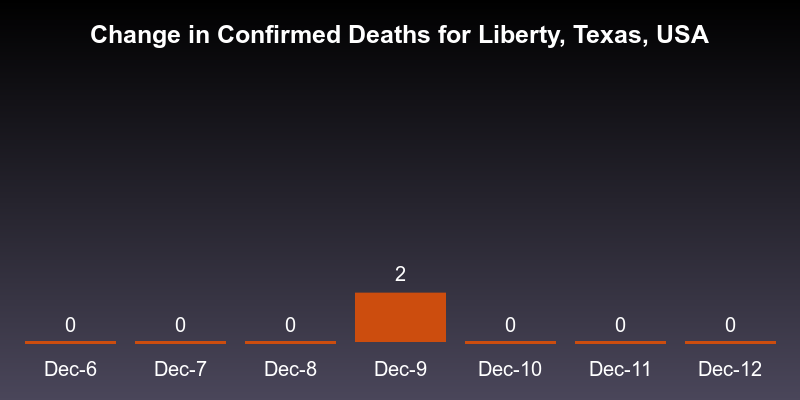 Change in Confirmed Deaths for Liberty, Texas, USA
2
0 0 0 0 0 0
Dec-6 Dec-7 Dec-8 Dec-9 Dec-10 Dec-11 Dec-12